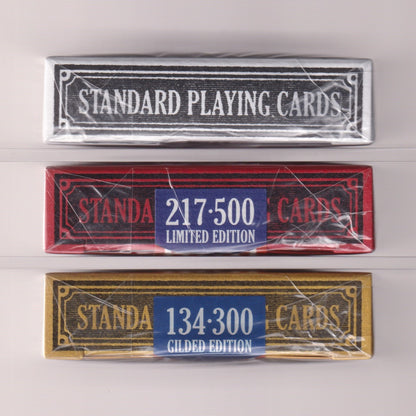 STANDARD PLAYING CARDS
STANDA 217·500 CARDS
LIMITED EDITION
STANDA 134·300 CARDS
GILDED EDITION